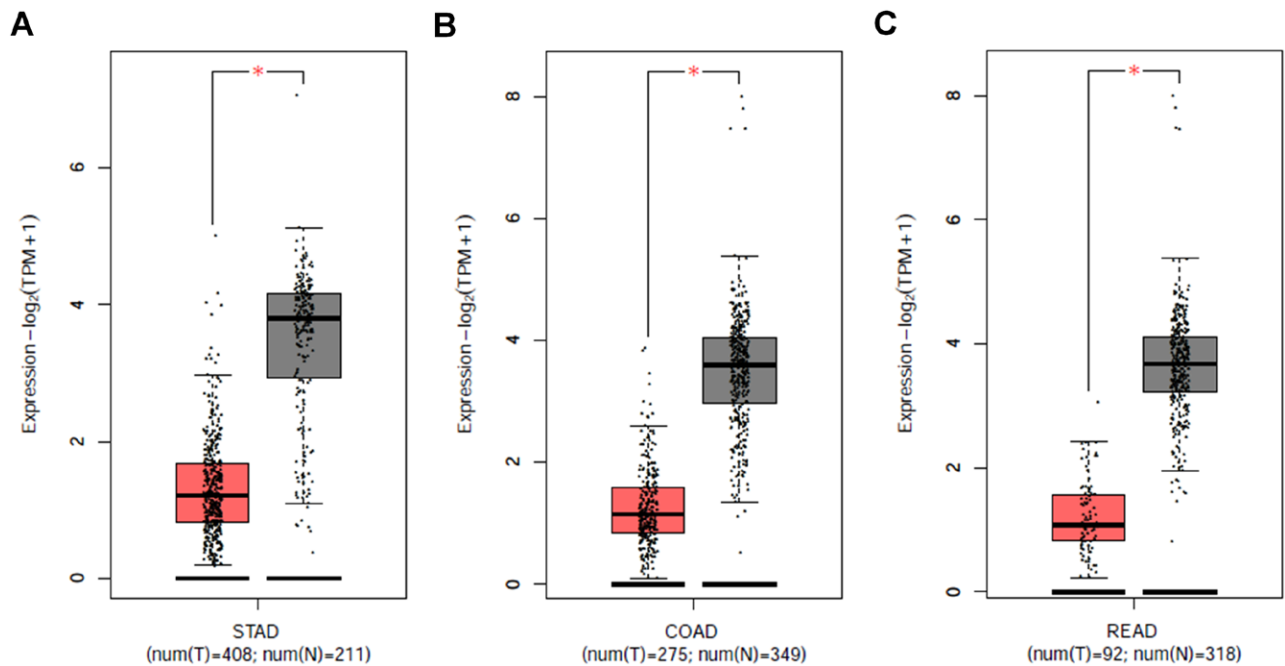 A
Expression − log2(TPM + 1)
6
4
2
0
*
STAD
(num(T)=408; num(N)=211)
B
Expression − log2(TPM + 1)
8
6
4
2
0
*
COAD
(num(T)=275; num(N)=349)
C
Expression − log2(TPM + 1)
8
6
4
2
0
*
READ
(num(T)=92; num(N)=318)